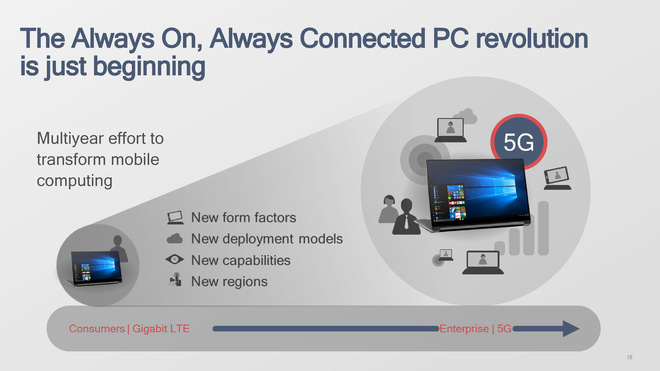 The Always On, Always Connected PC revolution
is just beginning
Multiyear effort to
transform mobile
computing
5G
New form factors
New deployment models
New capabilities
New regions
Consumers | Gigabit LTE
Enterprise | 5G